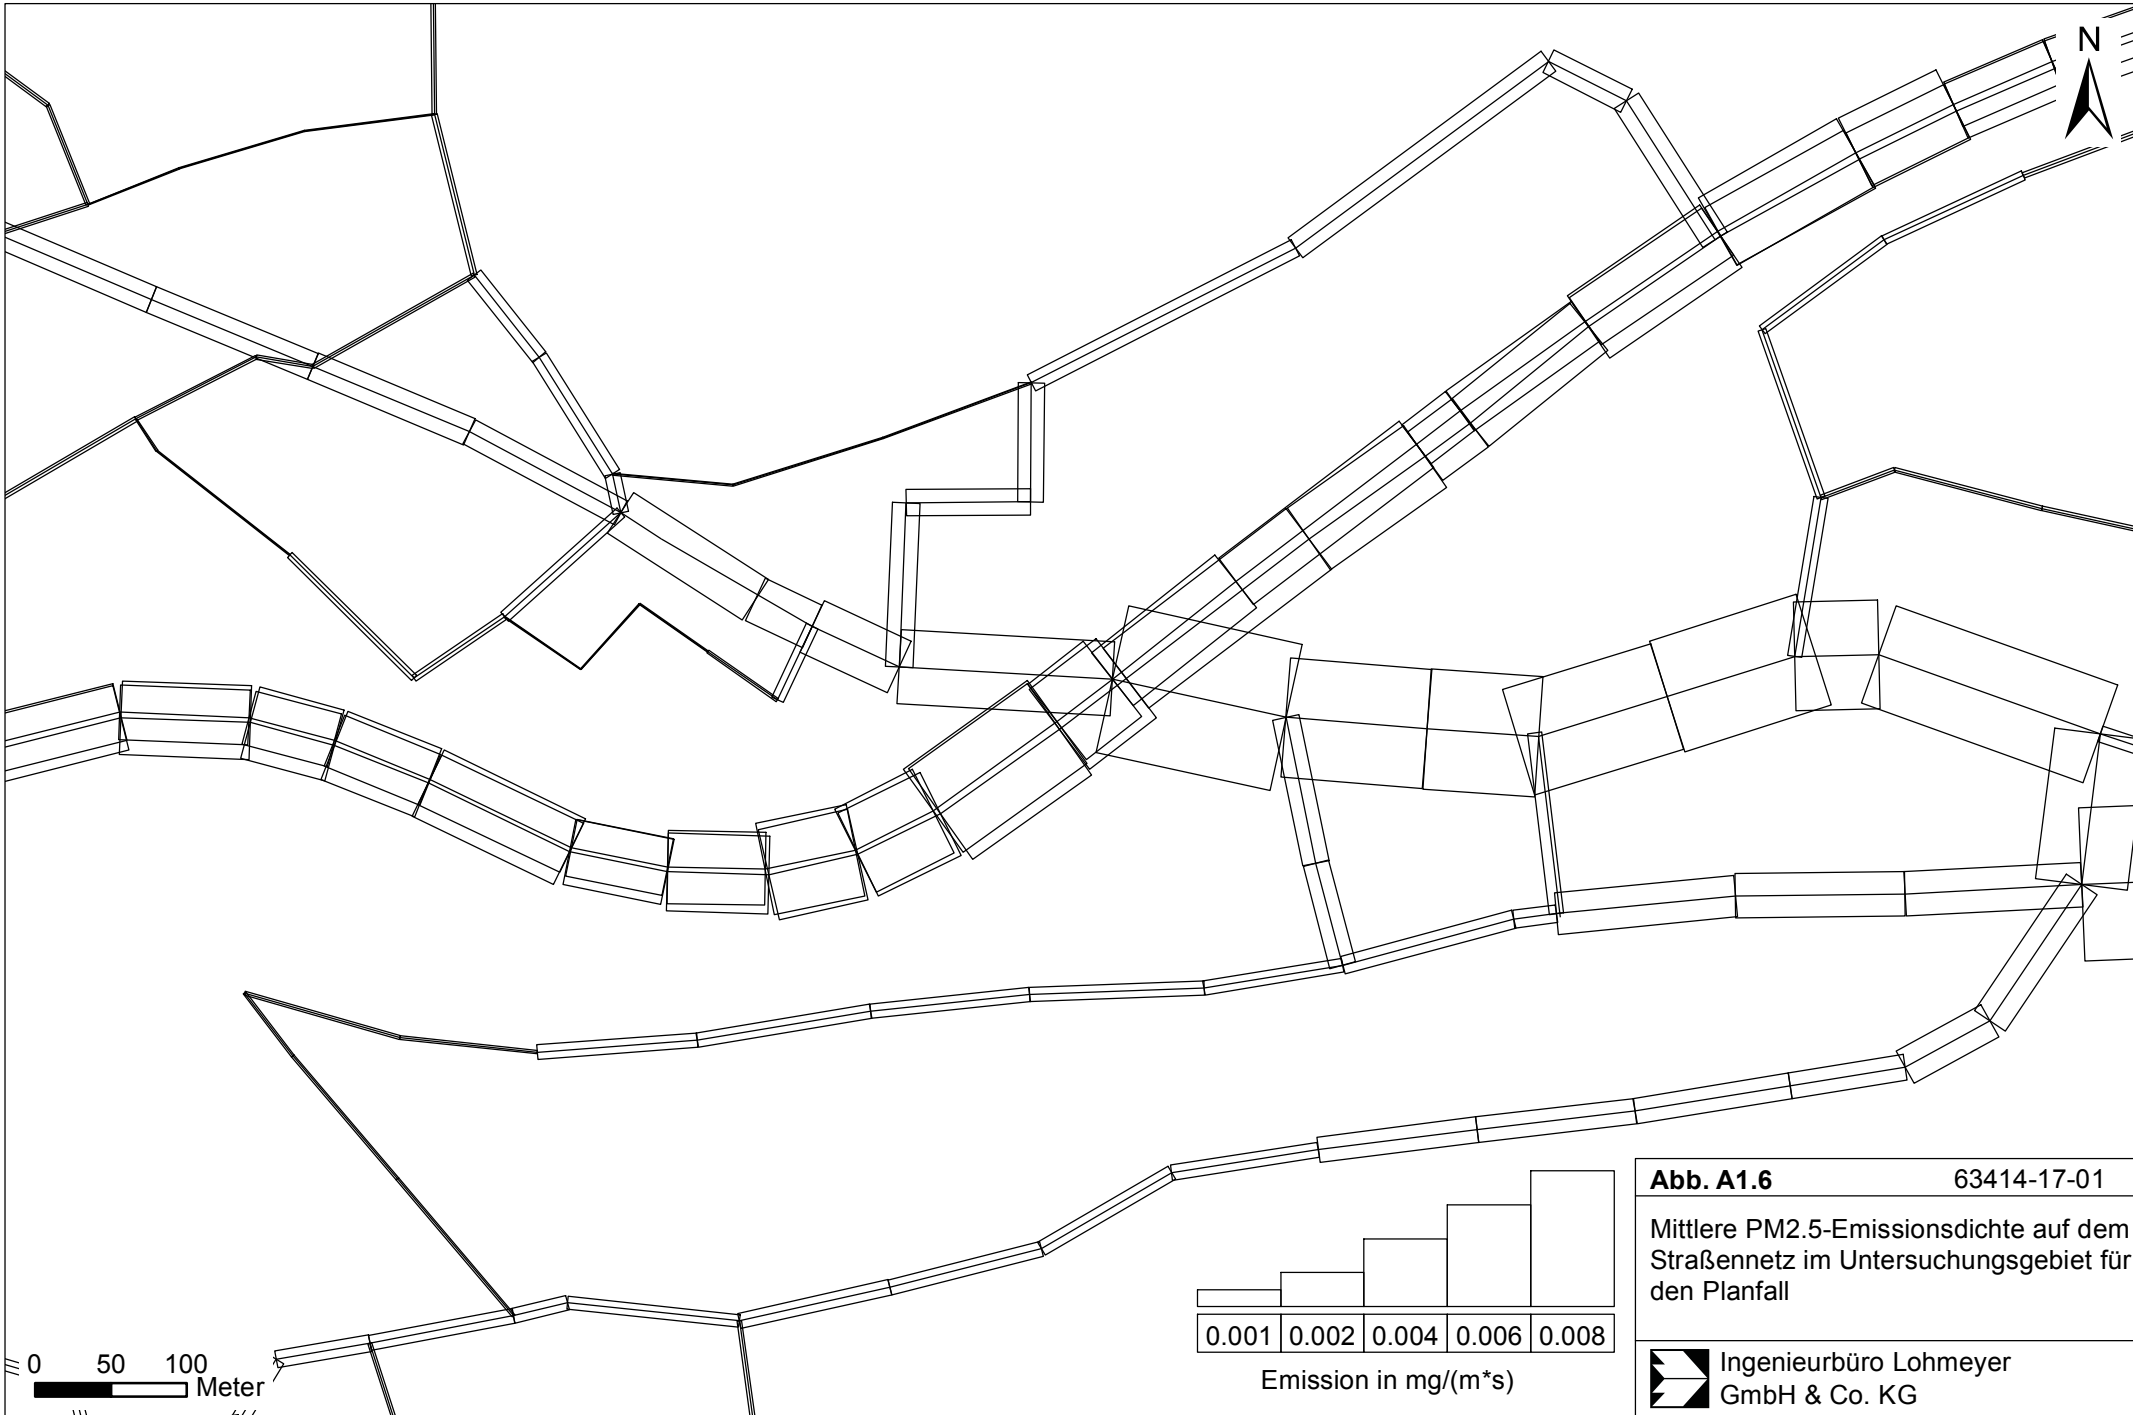 N
Abb. A1.6 63414-17-01
Mittlere PM2.5-Emissionsdichte auf dem
Straßennetz im Untersuchungsgebiet für
den Planfall
0.001 0.002 0.004 0.006 0.008
Emission in mg/(m*s)
0 50 100
Meter
Ingenieurbüro Lohmeyer
GmbH & Co. KG